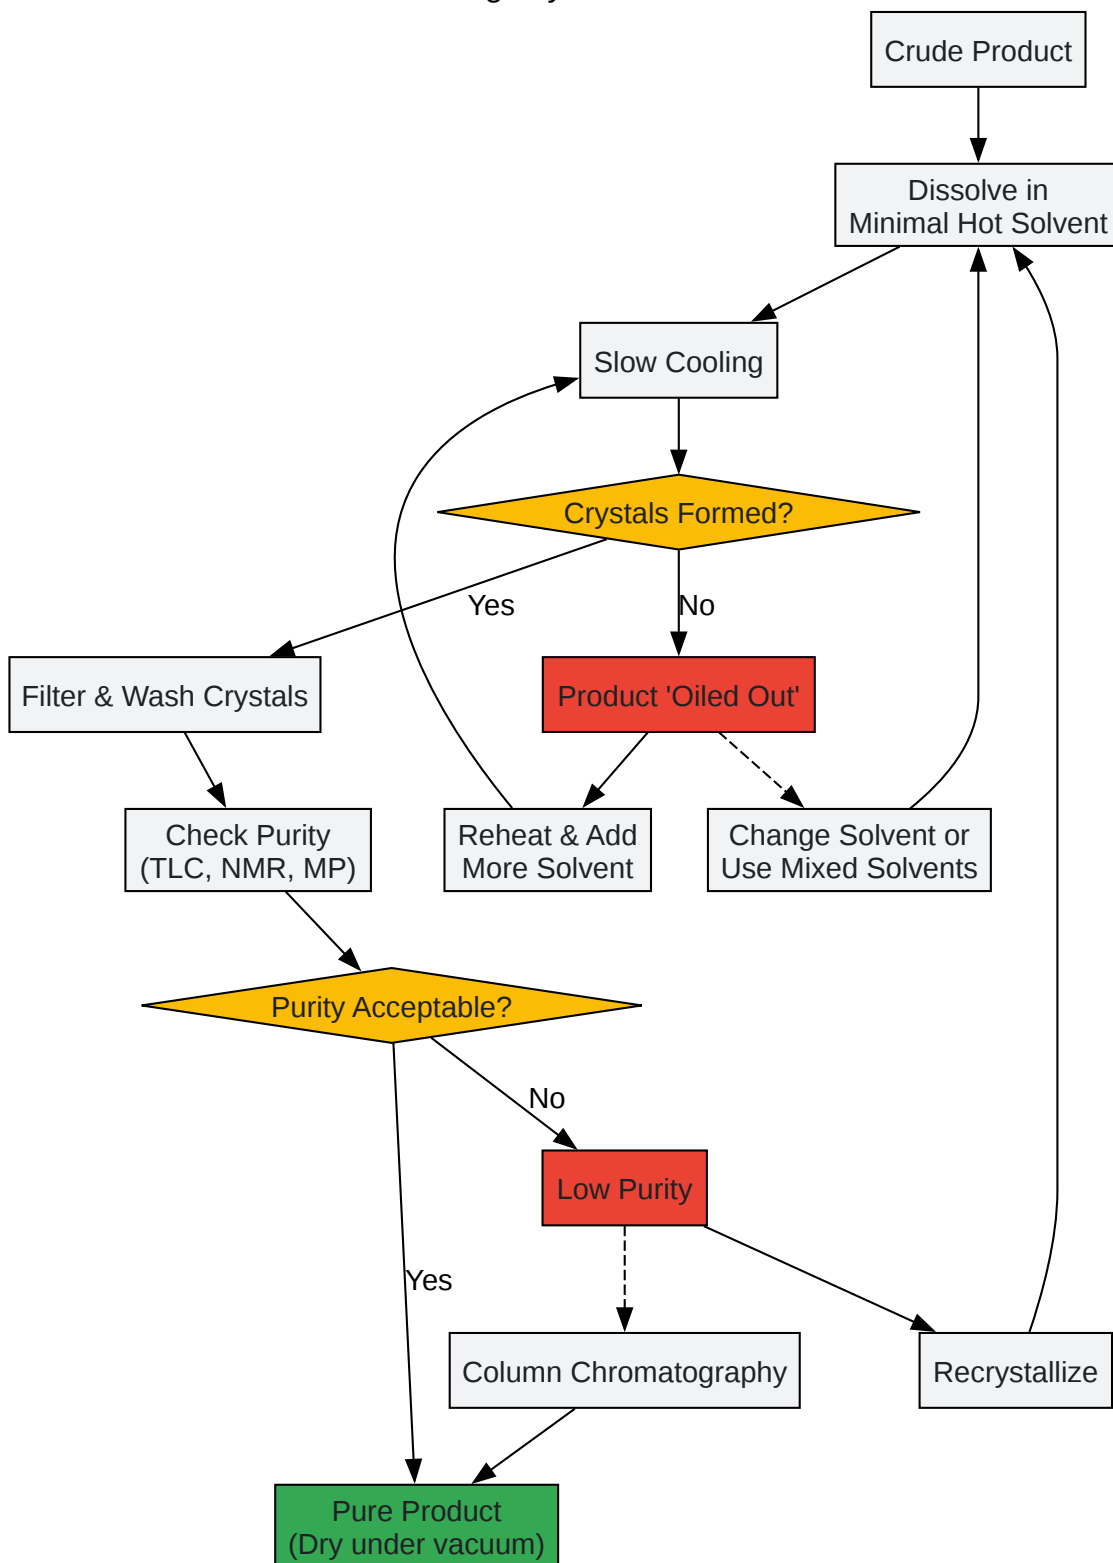 Crude Product
Dissolve in
Minimal Hot Solvent
Slow Cooling
Crystals Formed?
Yes
No
Filter & Wash Crystals
Product 'Oiled Out'
Check Purity
(TLC, NMR, MP)
Reheat & Add
More Solvent
Change Solvent or
Use Mixed Solvents
Purity Acceptable?
No
Low Purity
Yes
Column Chromatography
Recrystallize
Pure Product
(Dry under vacuum)